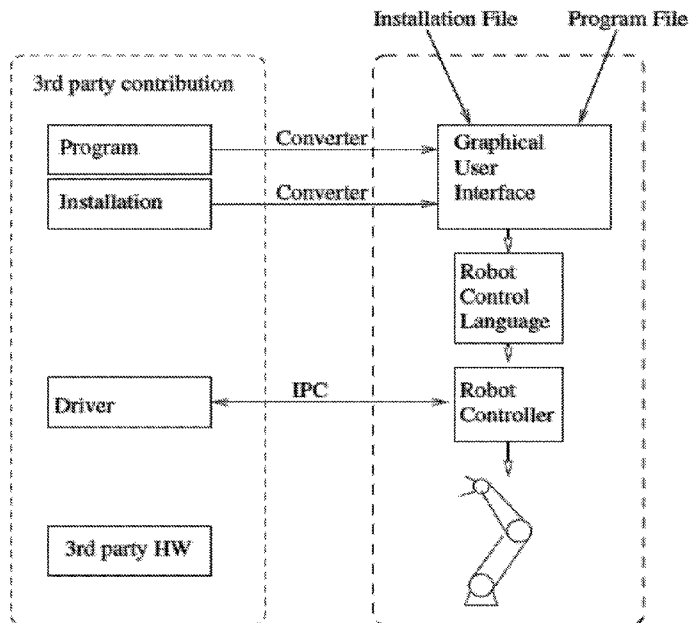 Installation File
Program File
3rd party contribution
Program
Converter
Graphical
User
Interface
Installation
Converter
Robot
Control
Language
Driver
IPC
Robot
Controller
3rd party HW